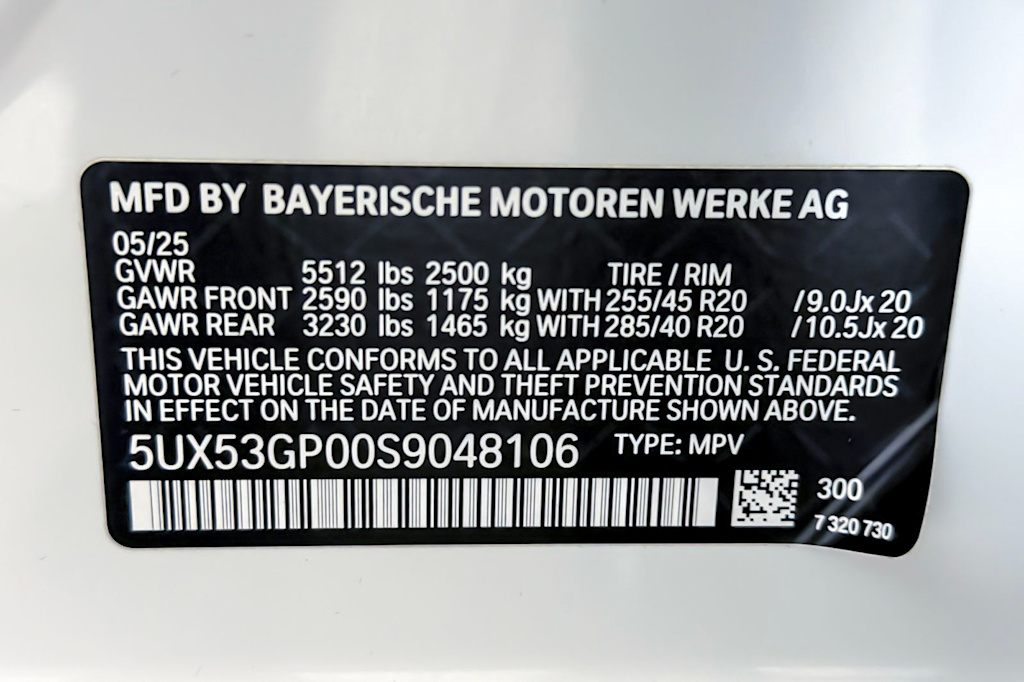 MFD BY BAYERISCHE MOTOREN WERKE AG
05/25
GVWR 5512 lbs 2500 kg TIRE / RIM
GAWR FRONT 2590 lbs 1175 kg WITH 255/45 R20 /9.0Jx 20
GAWR REAR 3230 lbs 1465 kg WITH 285/40 R20 /10.5Jx 20
THIS VEHICLE CONFORMS TO ALL APPLICABLE U. S. FEDERAL
MOTOR VEHICLE SAFETY AND THEFT PREVENTION STANDARDS
IN EFFECT ON THE DATE OF MANUFACTURE SHOWN ABOVE.
5UX53GP00S9048106 TYPE: MPV
300
7 320 730